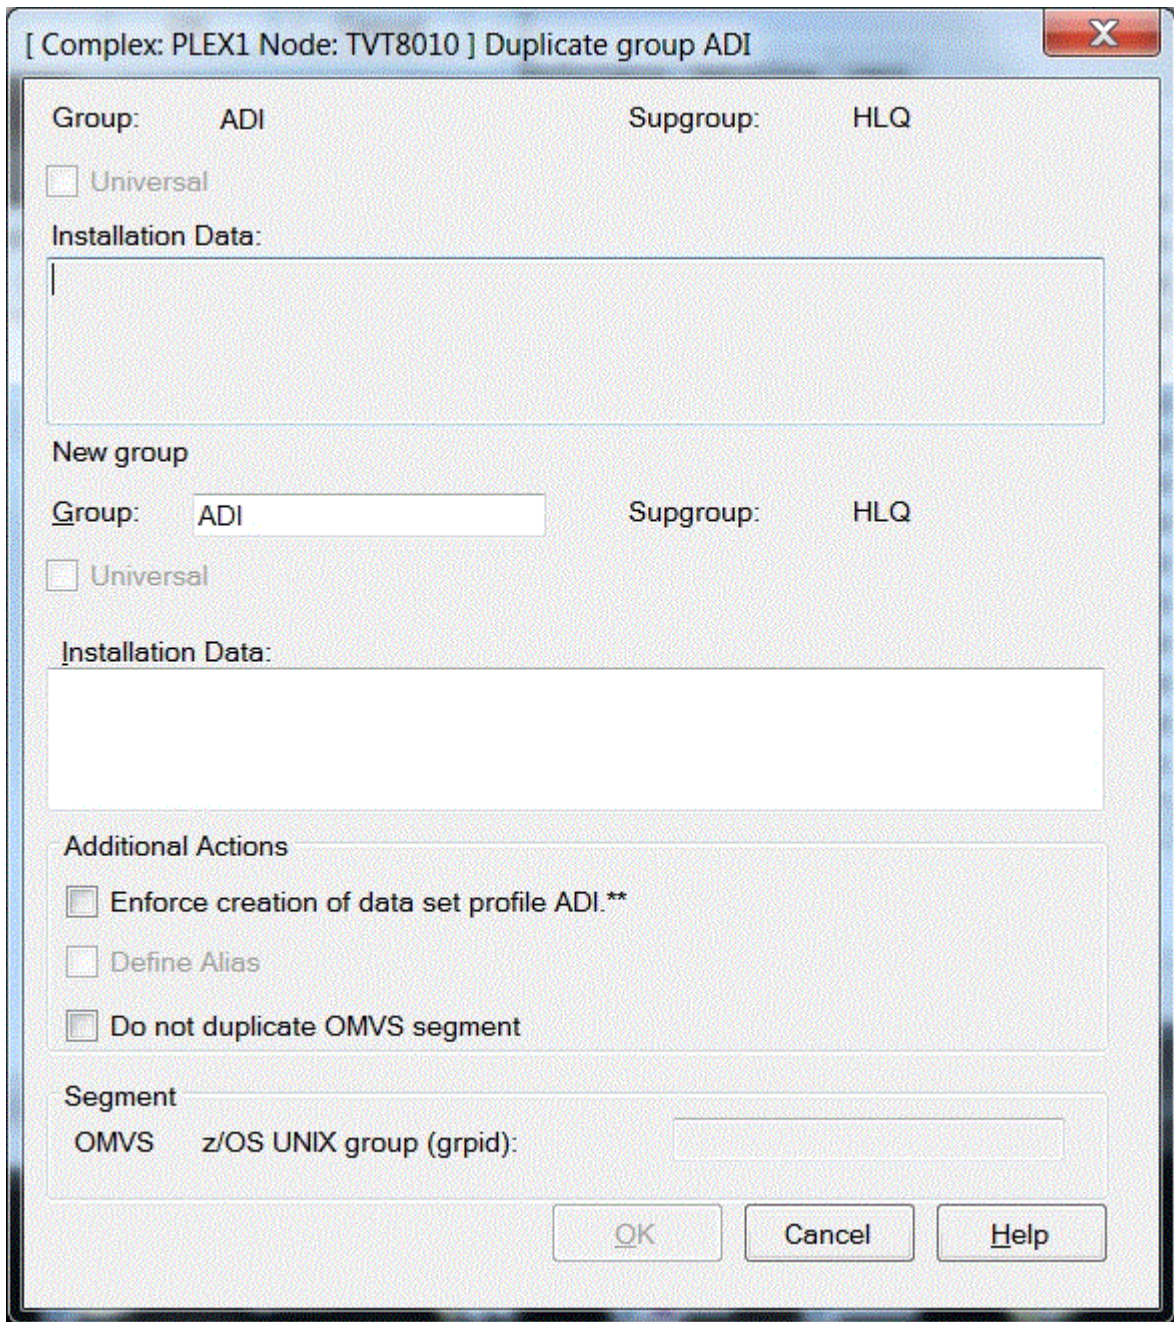 [ Complex: PLEX1 Node: TVT8010 ] Duplicate group ADI
X
Group: ADI Supgroup: HLQ
Universal
Installation Data:
New group
Group: ADI Supgroup: HLQ
Universal
Installation Data:
Additional Actions
Enforce creation of data set profile ADI.**
Define Alias
Do not duplicate OMVS segment
Segment
OMVS z/OS UNIX group (grpid):
OK Cancel Help